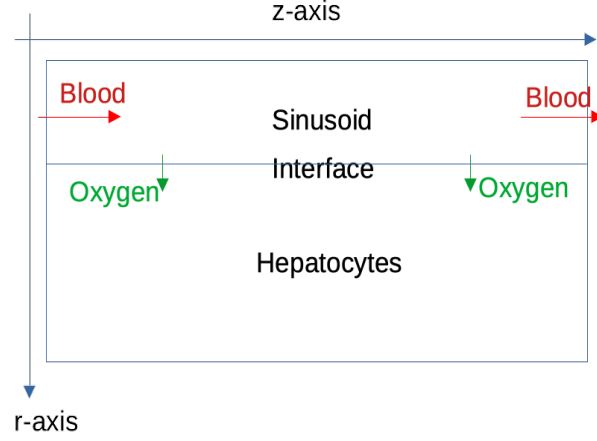 z-axis
Blood
Blood
Sinusoid
Interface
Oxygen
Oxygen
Hepatocytes
r-axis